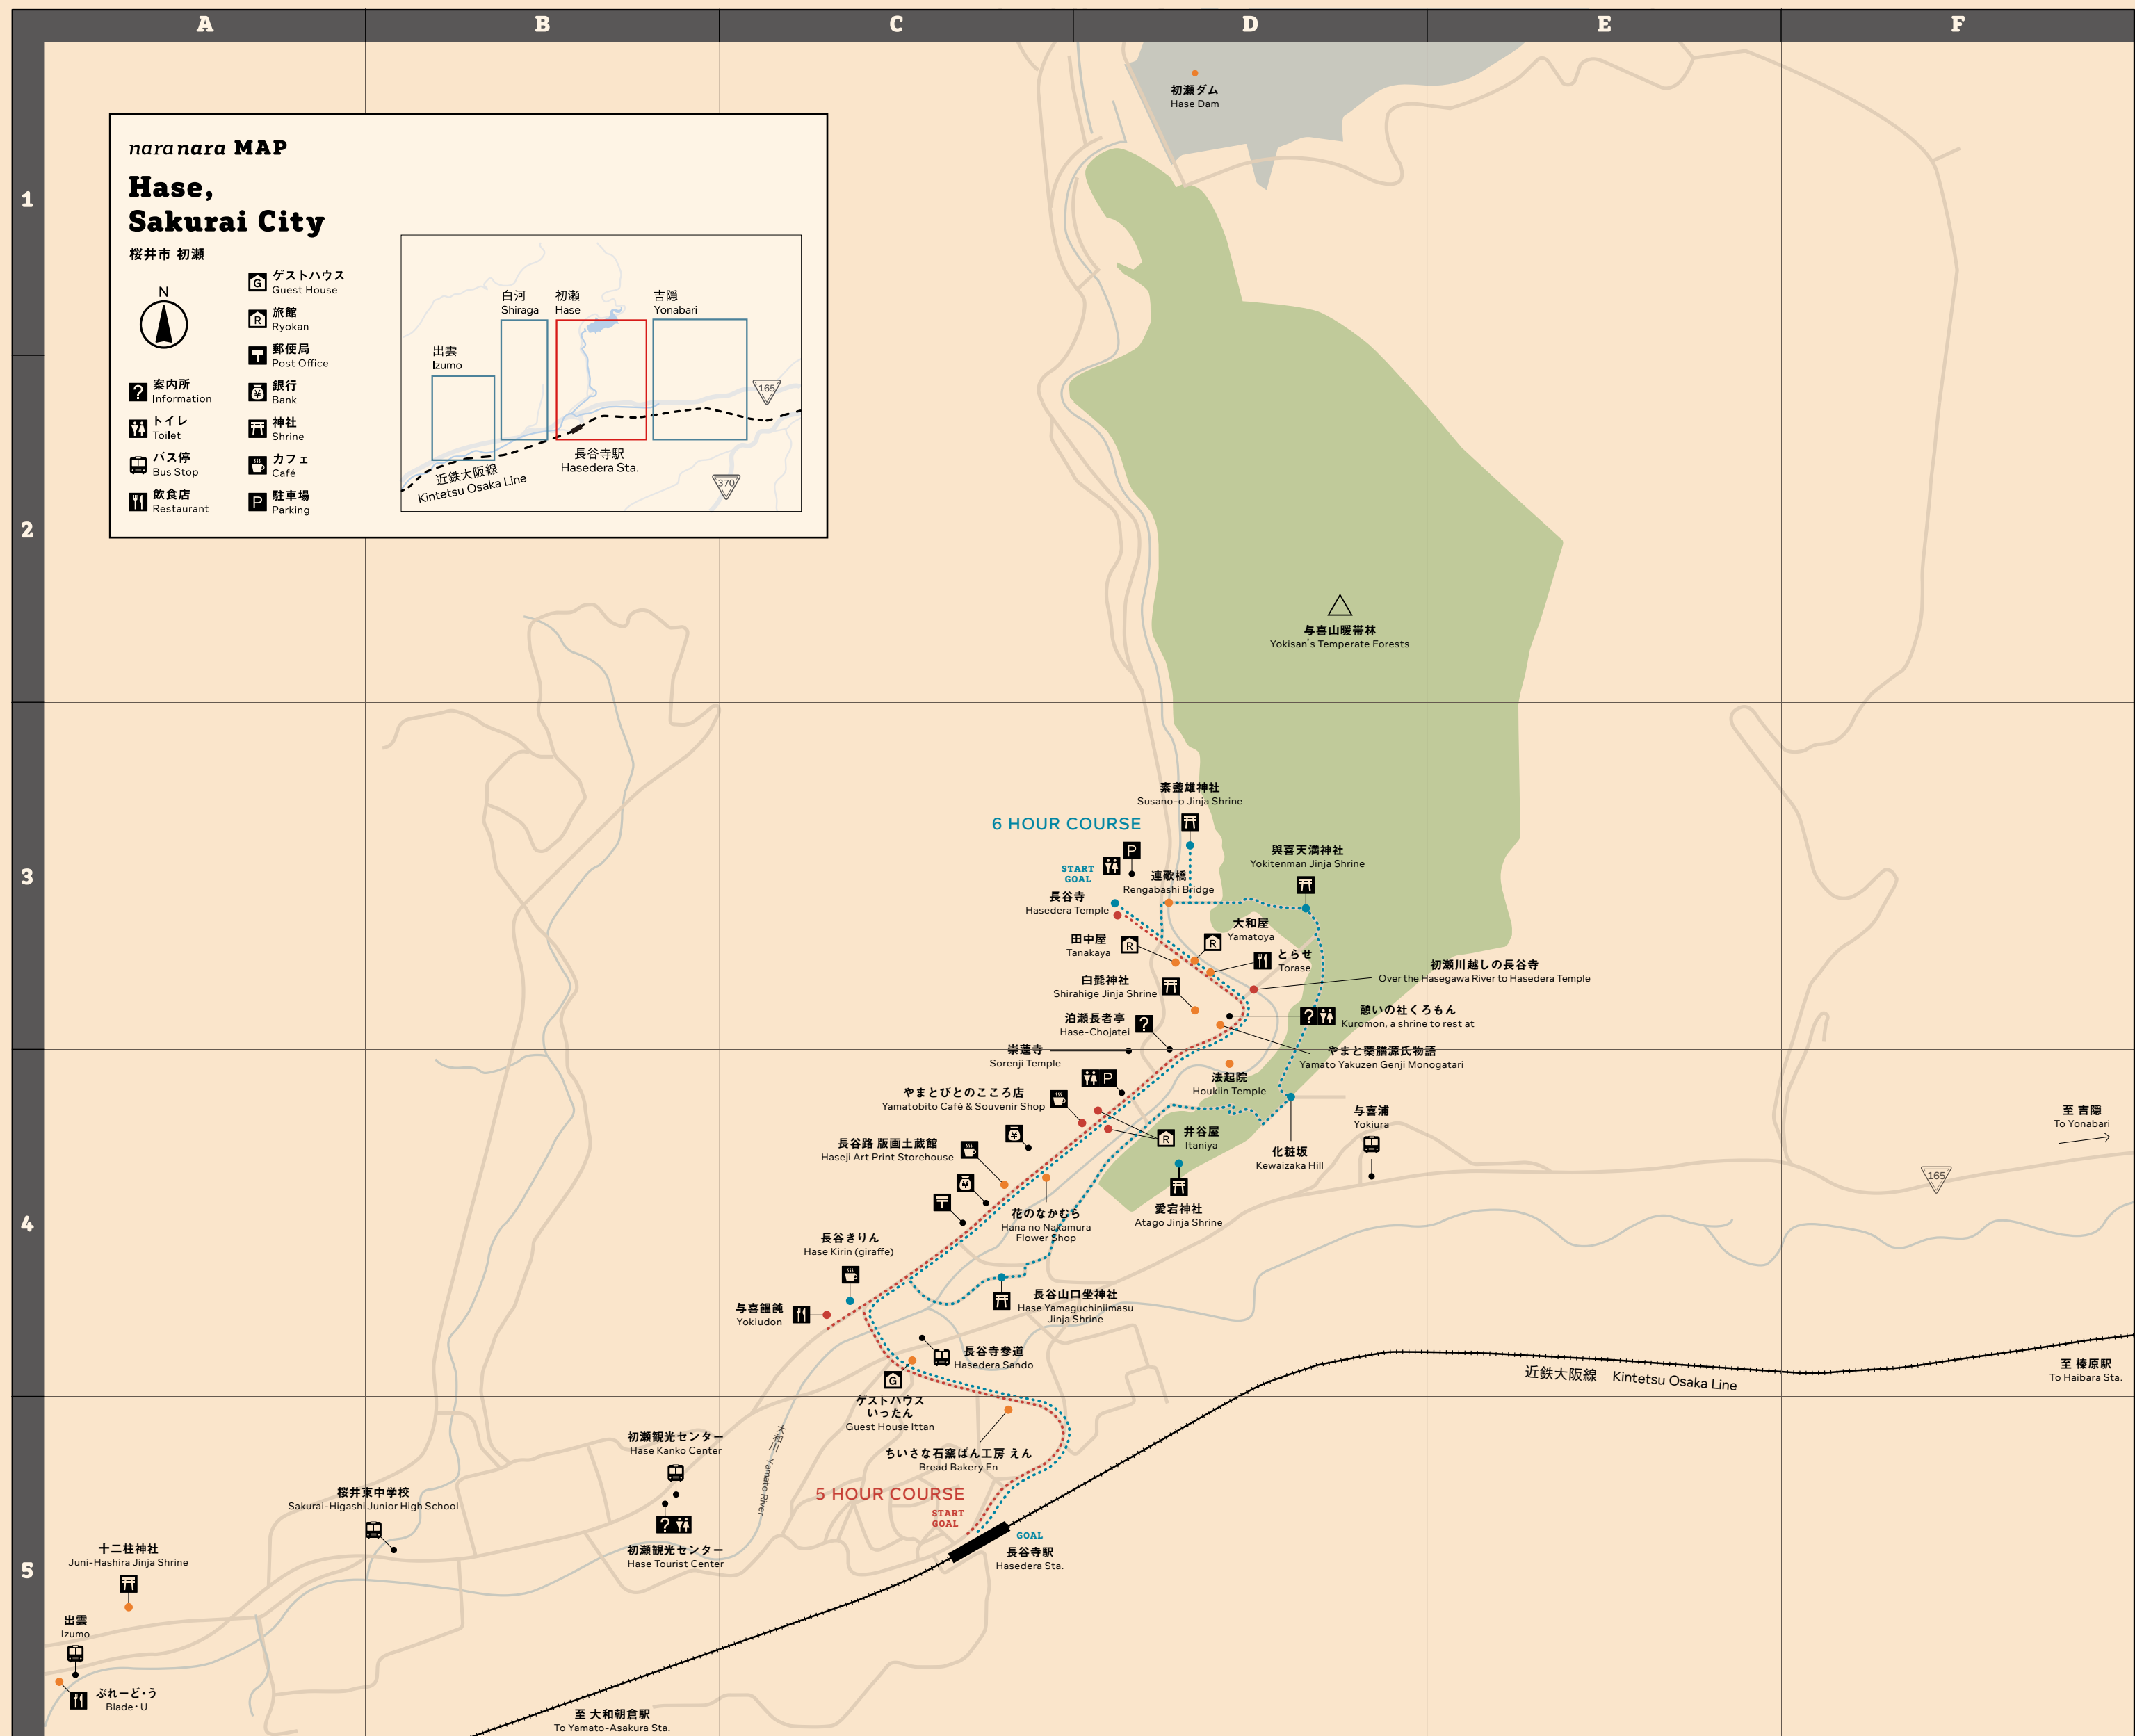 A
B
C
D
E
F
1
2
3
4
5
naranara MAP
Hase,
Sakurai City
桜井市 初瀬
N
案内所
Information
トイレ
Toilet
バス停
Bus Stop
飲食店
Restaurant
G
ゲストハウス
Guest House
R
旅館
Ryokan
郵便局
Post Office
銀行
Bank
神社
Shrine
カフェ
Café
P
駐車場
Parking
出雲
Izumo
白河
Shiraga
初瀬
Hase
吉隠
Yonabari
165
長谷寺駅
Hasedera Sta.
近鉄大阪線
Kintetsu Osaka Line
370
初瀬ダム
Hase Dam
与喜山暖帯林
Yokisan's Temperate Forests
素盞雄神社
Susano-o Jinja Shrine
6 HOUR COURSE
START
GOAL
P
連歌橋
Rengabashi Bridge
與喜天満神社
Yokitenman Jinja Shrine
長谷寺
Hasedera Temple
田中屋
Tanakaya
R
大和屋
Yamatoya
R
とらせ
Torase
初瀬川越しの長谷寺
Over the Hasegawa River to Hasedera Temple
白髭神社
Shirahige Jinja Shrine
泊瀬長者亭
Hase-Chojatei
?
?
憩いの社くろもん
Kuromon, a shrine to rest at
崇蓮寺
Sorenji Temple
やまと薬膳源氏物語
Yamato Yakuzen Genji Monogatari
法起院
Houkiin Temple
P
やまとびとのこころ店
Yamatobito Café & Souvenir Shop
長谷路 版画土蔵館
Haseji Art Print Storehouse
R
井谷屋
Itaniya
化粧坂
Kewaizaka Hill
与喜浦
Yokiura
至 吉隠
To Yonabari
165
愛宕神社
Atago Jinja Shrine
花のなかむら
Hana no Nakamura
Flower Shop
長谷きりん
Hase Kirin (giraffe)
与喜饂飩
Yokiudon
長谷山口坐神社
Hase Yamaguchiniimasu
Jinja Shrine
長谷寺参道
Hasedera Sando
G
ゲストハウス
いったん
Guest House Ittan
近鉄大阪線 Kintetsu Osaka Line
至 榛原駅
To Haibara Sta.
ちいさな石窯ぱん工房 えん
Bread Bakery En
大和川 Yamato River
初瀬観光センター
Hase Kanko Center
?
初瀬観光センター
Hase Tourist Center
5 HOUR COURSE
START
GOAL
GOAL
長谷寺駅
Hasedera Sta.
桜井東中学校
Sakurai-Higashi Junior High School
十二柱神社
Juni-Hashira Jinja Shrine
出雲
Izumo
ぶれーど・う
Blade・U
至 大和朝倉駅
To Yamato-Asakura Sta.